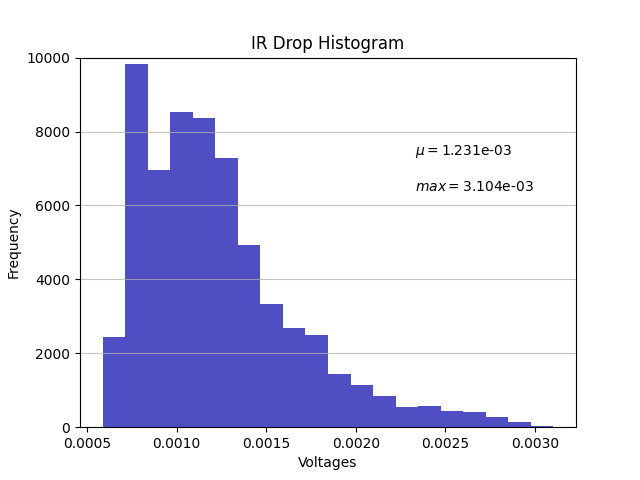 IR Drop Histogram
10000
8000
6000
4000
2000
0
Frequency
μ = 1.231e-03
max = 3.104e-03
0.0005 0.0010 0.0015 0.0020 0.0025 0.0030
Voltages